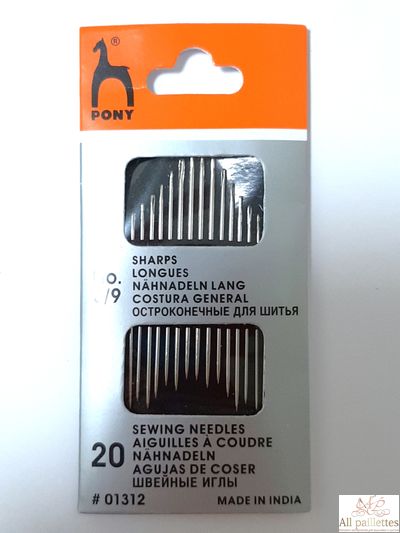 ®
PONY
SHARPS
LONGUES
NÄHNADELN LANG
COSTURA GENERAL
ОСТРОКОНЕЧНЫЕ ДЛЯ ШИТЬЯ
/9
20
SEWING NEEDLES
AIGUILLES À COUDRE
NÄHNADELN
AGUJAS DE COSER
ШВЕЙНЫЕ ИГЛЫ
# 01312
MADE IN INDIA
All paillettes